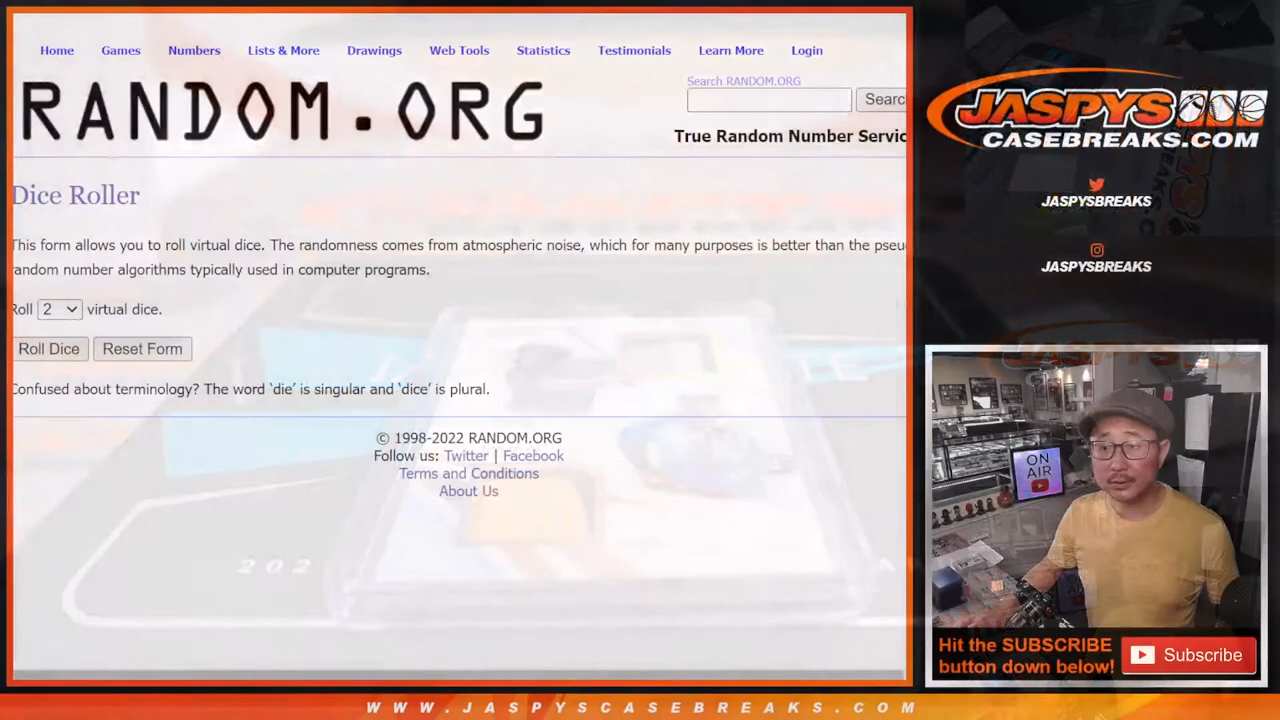 Home Games Numbers Lists & More Drawings Web Tools Statistics Testimonials Learn More Login
RANDOM.ORG
Search RANDOM.ORG
Searc
True Random Number Servic
Dice Roller
This form allows you to roll virtual dice. The randomness comes from atmospheric noise, which for many purposes is better than the pseu
random number algorithms typically used in computer programs.
Roll 2 virtual dice.
Roll Dice Reset Form
Confused about terminology? The word ‘die’ is singular and ‘dice’ is plural.
© 1998-2022 RANDOM.ORG
Follow us: Twitter | Facebook
Terms and Conditions
About Us
202
JASPYS
CASEBREAKS.COM
JASPYSBREAKS
JASPYSBREAKS
ON
AIR
Hit the SUBSCRIBE
button down below!
Subscribe
WWW.JASPYSCASEBREAKS.COM